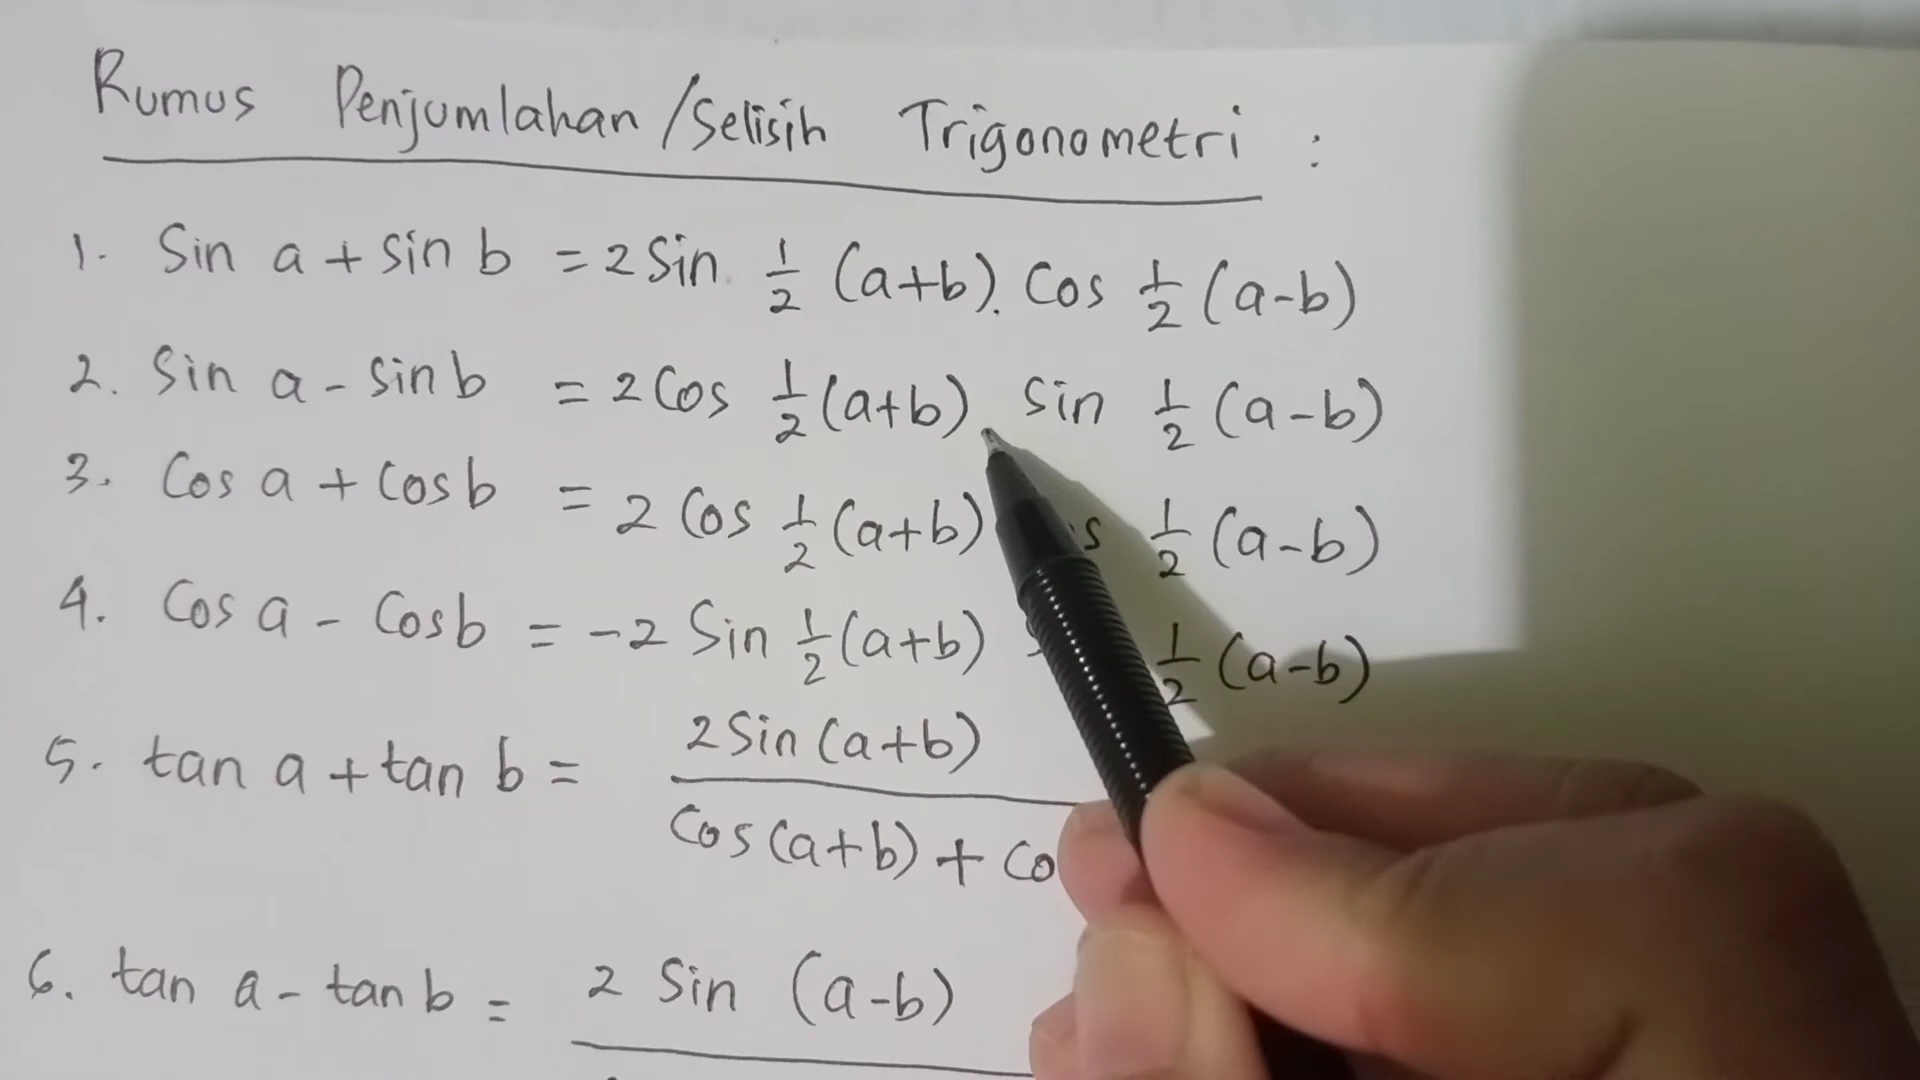 Rumus Penjumlahan/Selisih Trigonometri :
1. Sin a + sin b = 2 Sin 1/2 (a+b). Cos 1/2 (a-b)
2. Sin a - sin b = 2 Cos 1/2 (a+b) Sin 1/2 (a-b)
3. Cos a + Cos b = 2 Cos 1/2 (a+b) 1/2 (a-b)
4. Cos a - Cos b = -2 Sin 1/2 (a+b) 1/2 (a-b)
5. tan a + tan b = 2 Sin (a+b)
Cos (a+b) +
6. tan a - tan b = 2 Sin (a-b)